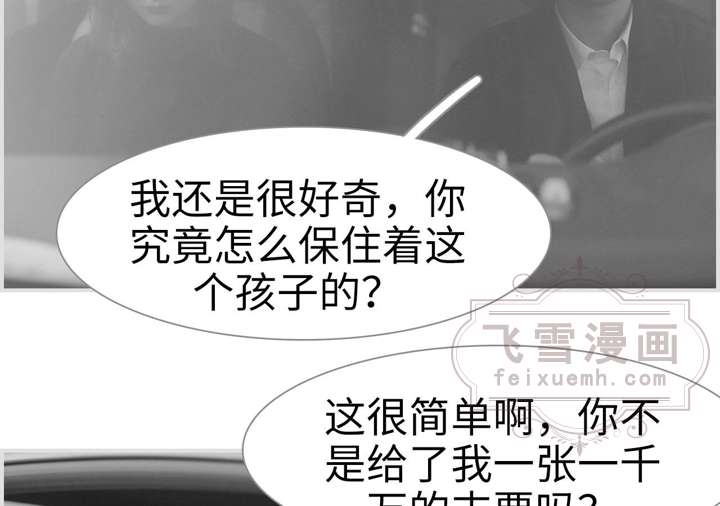 我还是很好奇，你
究竟怎么保住着这
个孩子的？
飞雪漫画
feixuemh.com
这很简单啊，你不
是给了我一张一千